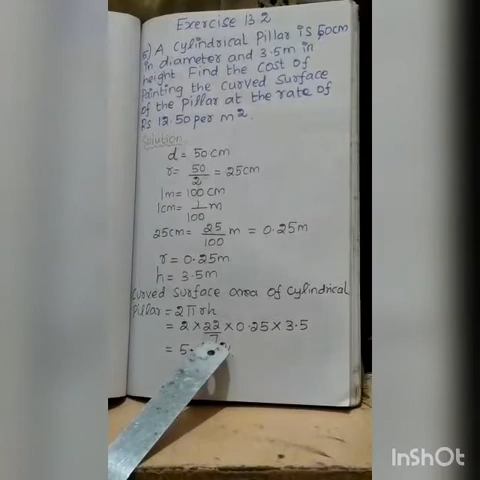 Exercise 13.2
5) A cylindrical Pillar is 50cm
in diameter and 3.5m in
height. Find the cost of
Painting the curved surface
of the pillar at the rate of
Rs 12.50 per m2.
Solution
d = 50cm
r = 50/2 = 25cm
1m = 100cm
1cm = 1/100 m
25cm = 25/100 m = 0.25m
r = 0.25m
h = 3.5m
Curved surface area of Cylindrical
Pillar = 2πrh
= 2 × 22/7 × 0.25 × 3.5
= 5.
InShOt